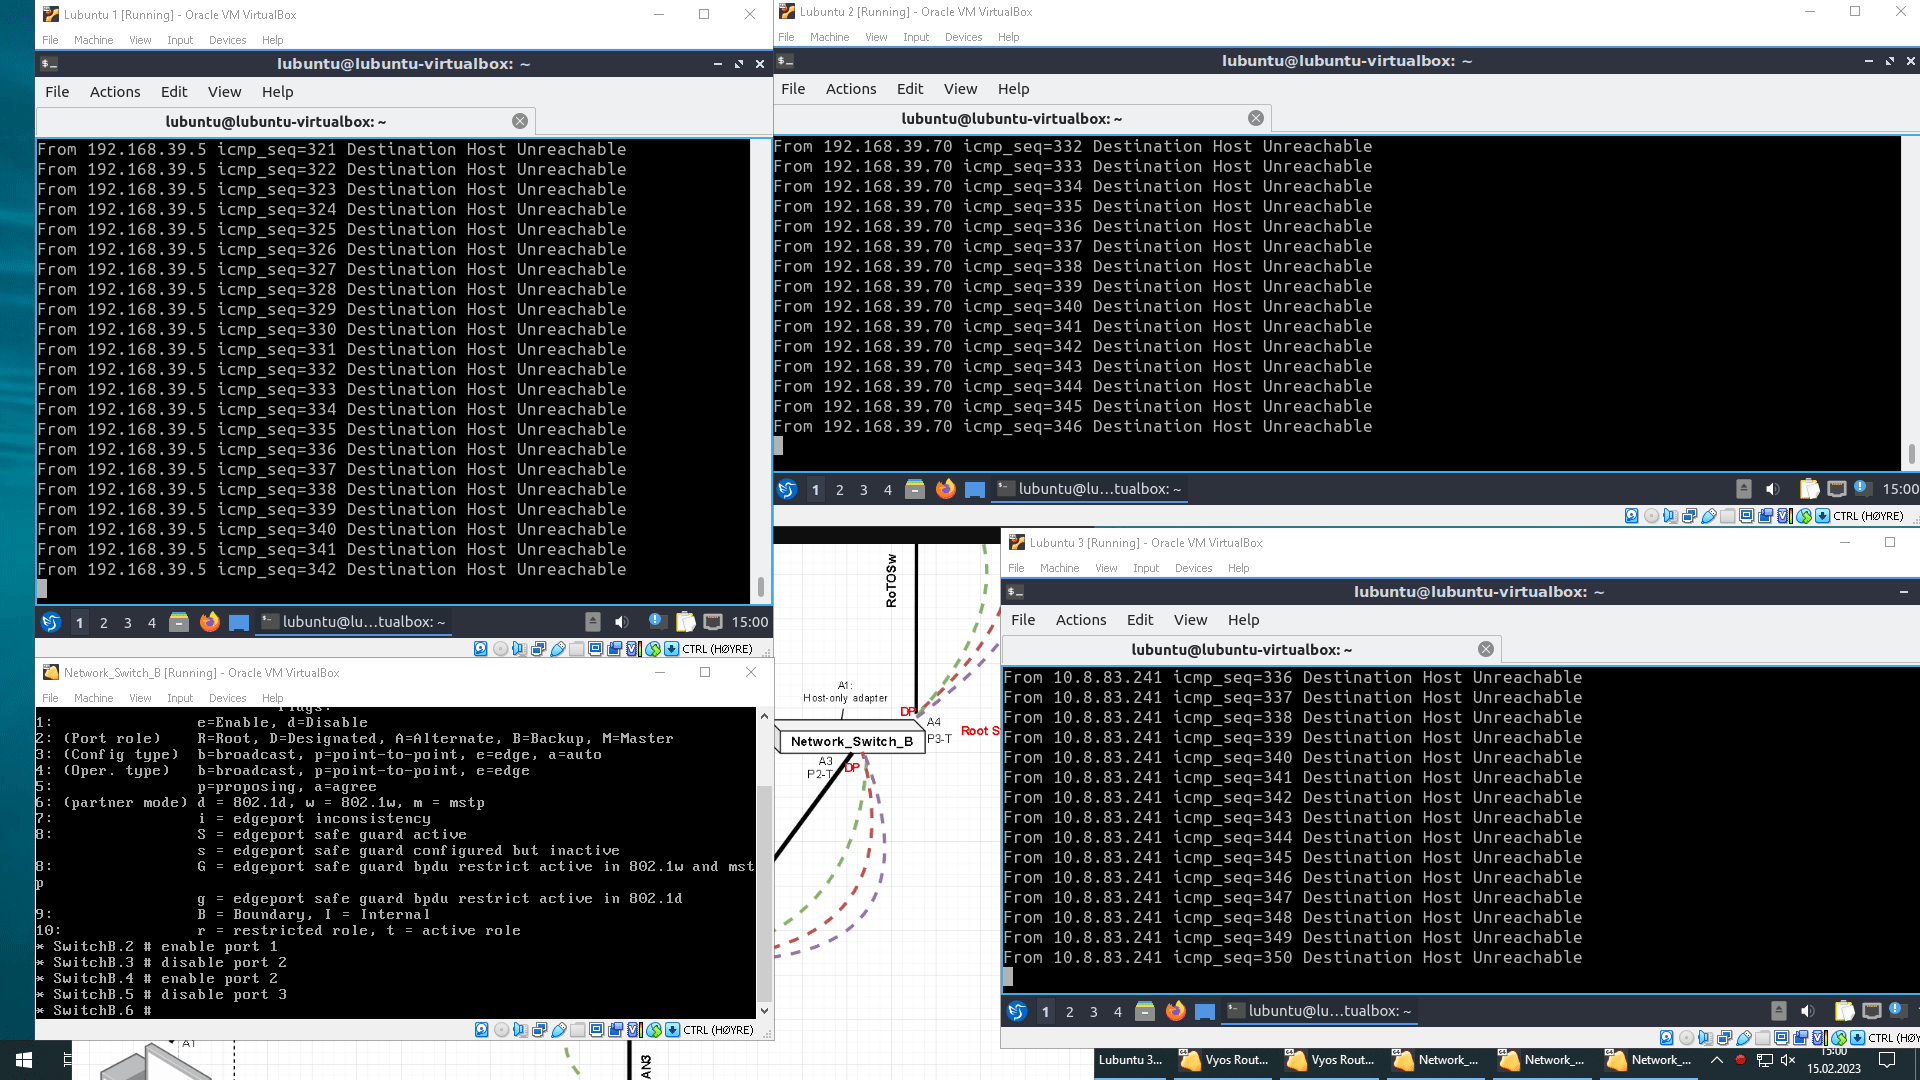 Lubuntu 1 [Running] - Oracle VM VirtualBox
File Machine View Input Devices Help
lubuntu@lubuntu-virtualbox: ~
File Actions Edit View Help
lubuntu@lubuntu-virtualbox: ~
From 192.168.39.5 icmp_seq=321 Destination Host Unreachable
From 192.168.39.5 icmp_seq=322 Destination Host Unreachable
From 192.168.39.5 icmp_seq=323 Destination Host Unreachable
From 192.168.39.5 icmp_seq=324 Destination Host Unreachable
From 192.168.39.5 icmp_seq=325 Destination Host Unreachable
From 192.168.39.5 icmp_seq=326 Destination Host Unreachable
From 192.168.39.5 icmp_seq=327 Destination Host Unreachable
From 192.168.39.5 icmp_seq=328 Destination Host Unreachable
From 192.168.39.5 icmp_seq=329 Destination Host Unreachable
From 192.168.39.5 icmp_seq=330 Destination Host Unreachable
From 192.168.39.5 icmp_seq=331 Destination Host Unreachable
From 192.168.39.5 icmp_seq=332 Destination Host Unreachable
From 192.168.39.5 icmp_seq=333 Destination Host Unreachable
From 192.168.39.5 icmp_seq=334 Destination Host Unreachable
From 192.168.39.5 icmp_seq=335 Destination Host Unreachable
From 192.168.39.5 icmp_seq=336 Destination Host Unreachable
From 192.168.39.5 icmp_seq=337 Destination Host Unreachable
From 192.168.39.5 icmp_seq=338 Destination Host Unreachable
From 192.168.39.5 icmp_seq=339 Destination Host Unreachable
From 192.168.39.5 icmp_seq=340 Destination Host Unreachable
From 192.168.39.5 icmp_seq=341 Destination Host Unreachable
From 192.168.39.5 icmp_seq=342 Destination Host Unreachable
1 2 3 4 lubuntu@lu…tualbox: ~ 15:00
CTRL (HØYRE)
Lubuntu 2 [Running] - Oracle VM VirtualBox
File Machine View Input Devices Help
lubuntu@lubuntu-virtualbox: ~
File Actions Edit View Help
lubuntu@lubuntu-virtualbox: ~
From 192.168.39.70 icmp_seq=332 Destination Host Unreachable
From 192.168.39.70 icmp_seq=333 Destination Host Unreachable
From 192.168.39.70 icmp_seq=334 Destination Host Unreachable
From 192.168.39.70 icmp_seq=335 Destination Host Unreachable
From 192.168.39.70 icmp_seq=336 Destination Host Unreachable
From 192.168.39.70 icmp_seq=337 Destination Host Unreachable
From 192.168.39.70 icmp_seq=338 Destination Host Unreachable
From 192.168.39.70 icmp_seq=339 Destination Host Unreachable
From 192.168.39.70 icmp_seq=340 Destination Host Unreachable
From 192.168.39.70 icmp_seq=341 Destination Host Unreachable
From 192.168.39.70 icmp_seq=342 Destination Host Unreachable
From 192.168.39.70 icmp_seq=343 Destination Host Unreachable
From 192.168.39.70 icmp_seq=344 Destination Host Unreachable
From 192.168.39.70 icmp_seq=345 Destination Host Unreachable
From 192.168.39.70 icmp_seq=346 Destination Host Unreachable
1 2 3 4 lubuntu@lu…tualbox: ~ 15:00
CTRL (HØYRE)
Network_Switch_B [Running] - Oracle VM VirtualBox
File Machine View Input Devices Help
Flags:
1: e=Enable, d=Disable
2: (Port role) R=Root, D=Designated, A=Alternate, B=Backup, M=Master
3: (Config type) b=broadcast, p=point-to-point, e=edge, a=auto
4: (Oper. type) b=broadcast, p=point-to-point, e=edge
5: p=proposing, a=agree
6: (partner mode) d = 802.1d, w = 802.1w, m = mstp
7: i = edgeport inconsistency
8: S = edgeport safe guard active
s = edgeport safe guard configured but inactive
8: G = edgeport safe guard bpdu restrict active in 802.1w and mst
p
g = edgeport safe guard bpdu restrict active in 802.1d
9: B = Boundary, I = Internal
10: r = restricted role, t = active role
* SwitchB.2 # enable port 1
* SwitchB.3 # disable port 2
* SwitchB.4 # enable port 2
* SwitchB.5 # disable port 3
* SwitchB.6 #
CTRL (HØYRE)
RoTOSw
A1:
Host-only adapter
DP
A4
Root S
Network_Switch_B
P3-T
A3
P2-T
DP
A1
AN3
Lubuntu 3 [Running] - Oracle VM VirtualBox
File Machine View Input Devices Help
lubuntu@lubuntu-virtualbox: ~
File Actions Edit View Help
lubuntu@lubuntu-virtualbox: ~
From 10.8.83.241 icmp_seq=336 Destination Host Unreachable
From 10.8.83.241 icmp_seq=337 Destination Host Unreachable
From 10.8.83.241 icmp_seq=338 Destination Host Unreachable
From 10.8.83.241 icmp_seq=339 Destination Host Unreachable
From 10.8.83.241 icmp_seq=340 Destination Host Unreachable
From 10.8.83.241 icmp_seq=341 Destination Host Unreachable
From 10.8.83.241 icmp_seq=342 Destination Host Unreachable
From 10.8.83.241 icmp_seq=343 Destination Host Unreachable
From 10.8.83.241 icmp_seq=344 Destination Host Unreachable
From 10.8.83.241 icmp_seq=345 Destination Host Unreachable
From 10.8.83.241 icmp_seq=346 Destination Host Unreachable
From 10.8.83.241 icmp_seq=347 Destination Host Unreachable
From 10.8.83.241 icmp_seq=348 Destination Host Unreachable
From 10.8.83.241 icmp_seq=349 Destination Host Unreachable
From 10.8.83.241 icmp_seq=350 Destination Host Unreachable
1 2 3 4 lubuntu@lu…tualbox: ~
CTRL (HØYR
Lubuntu 3... Vyos Rout... Vyos Rout... Network_... Network_... Network_... 15:00
15.02.2023